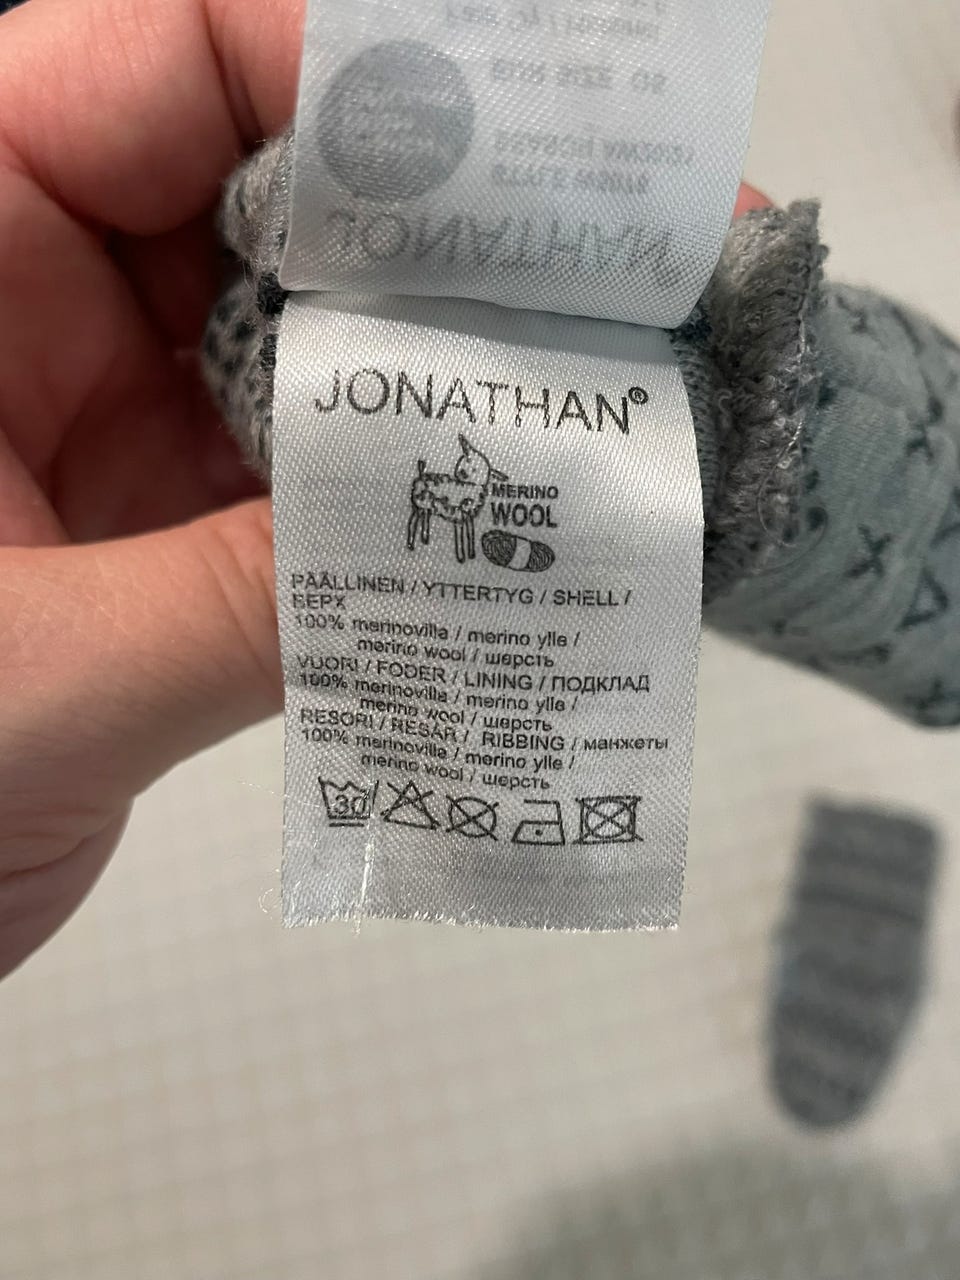 JONATHAN
JONATHAN®
MERINO
WOOL
PÄÄLLINEN / YTTERTYG / SHELL /
ВЕРХ
100% merinovilla / merino ylle /
merino wool / шерсть
VUORI / FODER / LINING / ПОДКЛАД
100% merinovilla / merino ylle /
merino wool / шерсть
RESORI / RESÅR / RIBBING / манжеты
100% merinovilla / merino ylle /
merino wool / шерсть
30